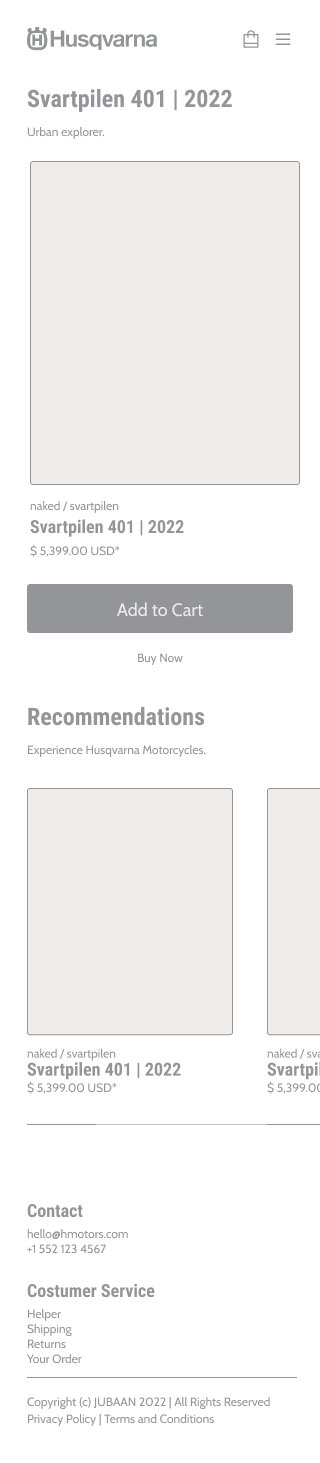 Husqvarna
Svartpilen 401 | 2022
Urban explorer.
naked / svartpilen
Svartpilen 401 | 2022
$ 5,399.00 USD*
Add to Cart
Buy Now
Recommendations
Experience Husqvarna Motorcycles.
naked / svartpilen
Svartpilen 401 | 2022
$ 5,399.00 USD*
naked / sva
Svartpil
$ 5,399.0
Contact
hello@hmotors.com
+1 552 123 4567
Costumer Service
Helper
Shipping
Returns
Your Order
Copyright (c) JUBAAN 2022 | All Rights Reserved
Privacy Policy | Terms and Conditions